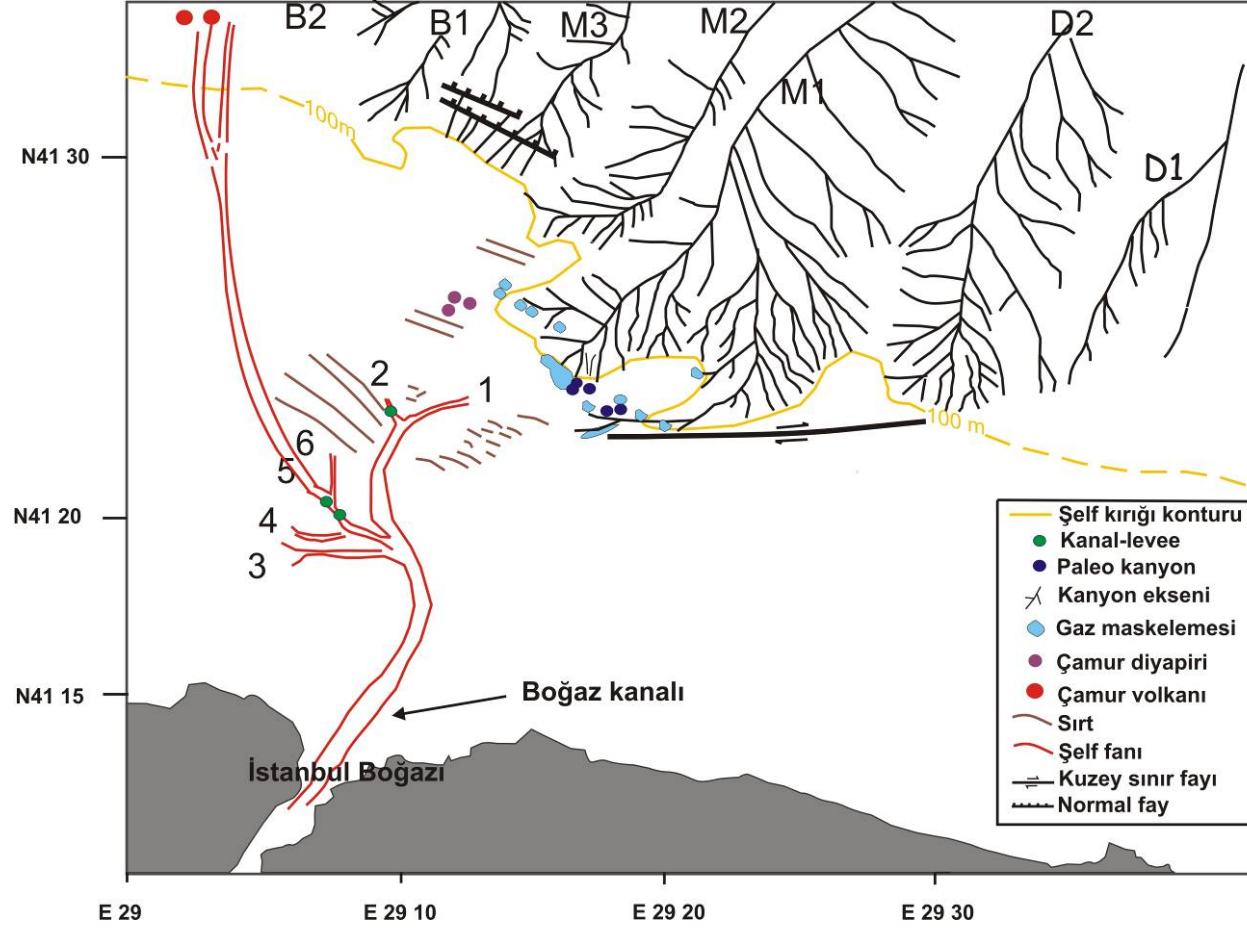 B2
B1
M3
M2
D2
M1
100m
N41 30
D1
2
1
100 m
6
5
N41 20
4
3
Şelf kırığı konturu
Kanal-levee
Paleo kanyon
Kanyon ekseni
Gaz maskelemesi
Çamur diyapiri
Çamur volkanı
Sırt
Şelf fanı
Kuzey sınır fayı
Normal fay
N41 15
Boğaz kanalı
İstanbul Boğazı
E 29
E 29 10
E 29 20
E 29 30